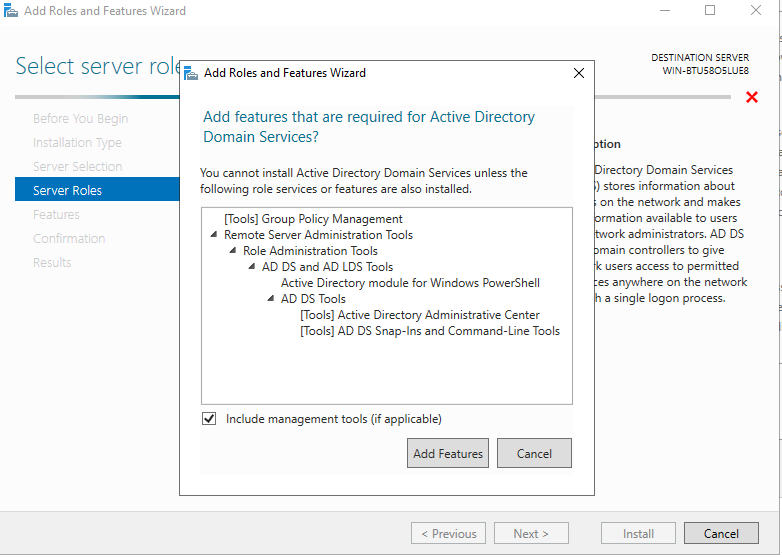 Add Roles and Features Wizard
Select server role
DESTINATION SERVER
WIN-BTU58O5LUE8
Before You Begin
Installation Type
Server Selection
Server Roles
Features
Confirmation
Results
Add Roles and Features Wizard
Add features that are required for Active Directory
Domain Services?
You cannot install Active Directory Domain Services unless the
following role services or features are also installed.
[Tools] Group Policy Management
Remote Server Administration Tools
Role Administration Tools
AD DS and AD LDS Tools
Active Directory module for Windows PowerShell
AD DS Tools
[Tools] Active Directory Administrative Center
[Tools] AD DS Snap-Ins and Command-Line Tools
Include management tools (if applicable)
Add Features
Cancel
Directory Domain Services
stores information about
on the network and makes
available to users
administrators. AD DS
controllers to give
users access to permitted
anywhere on the network
a single logon process.
< Previous
Next >
Install
Cancel